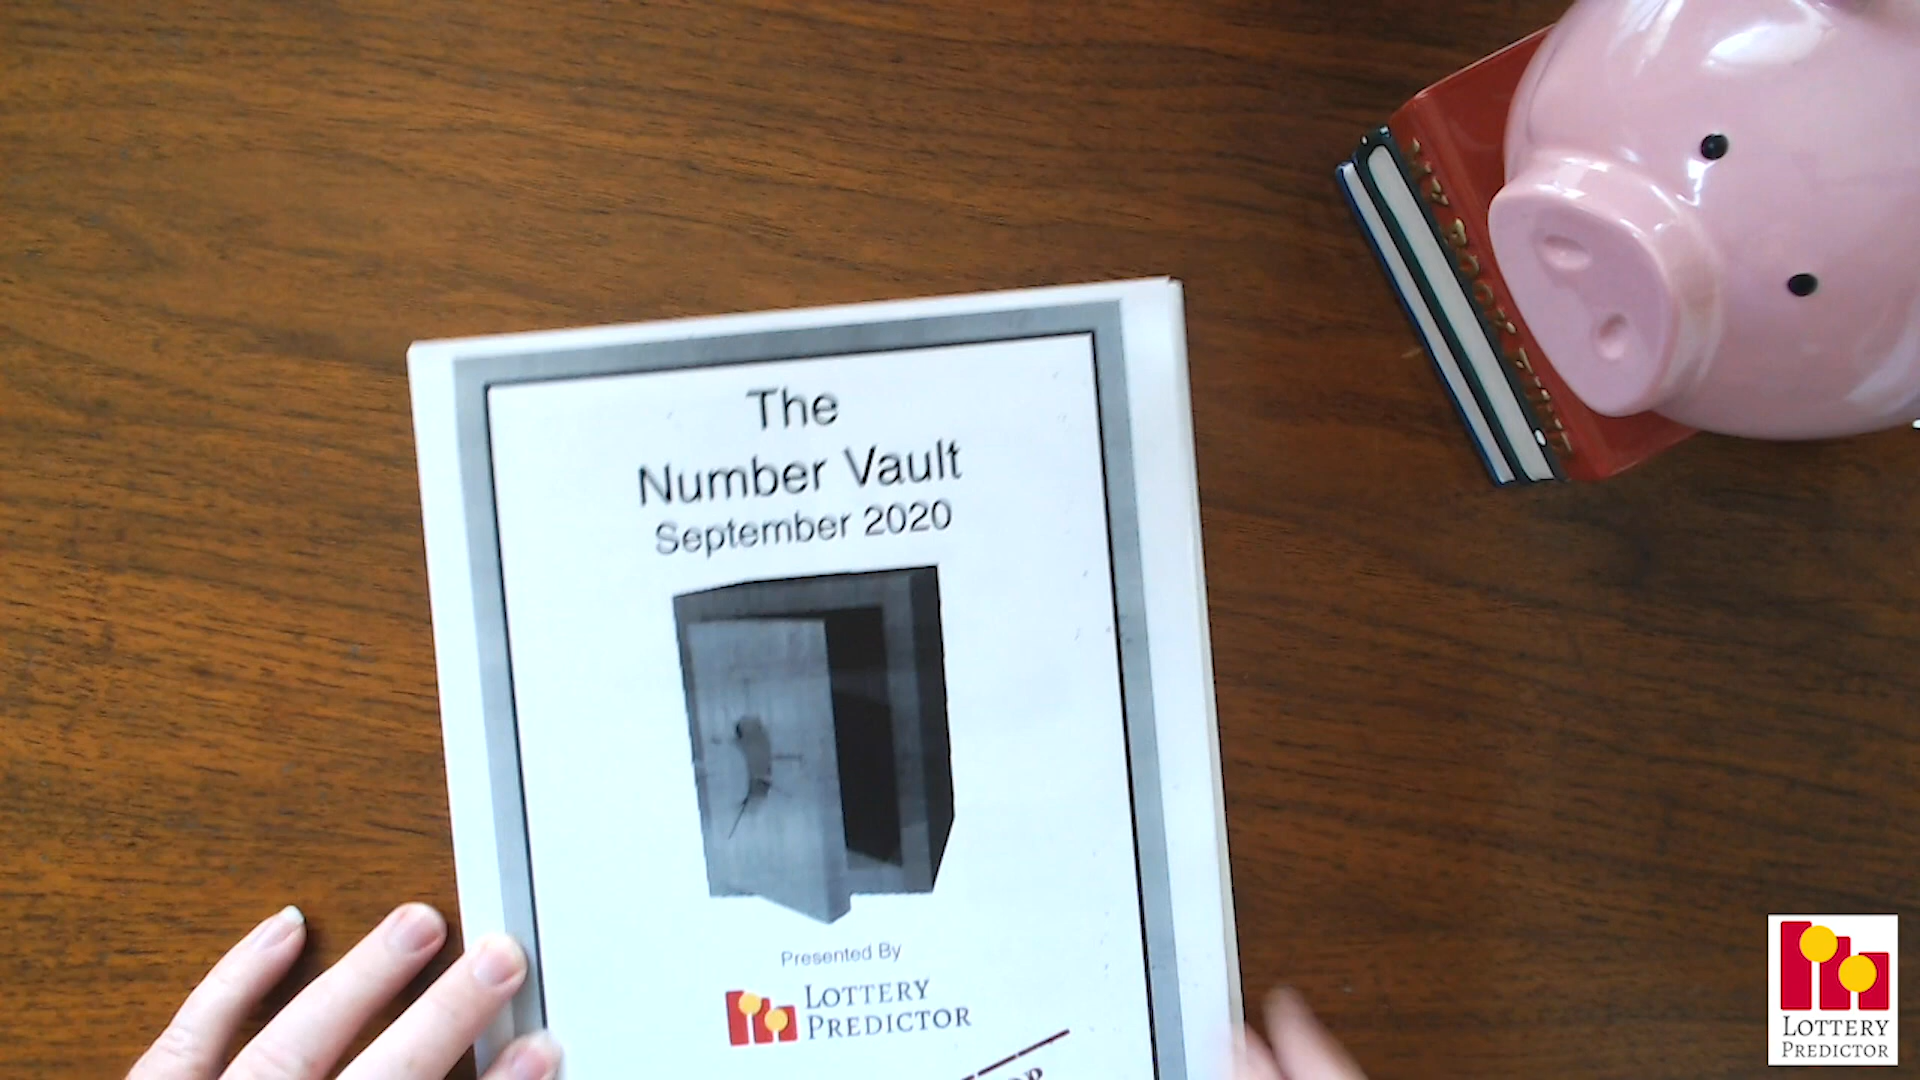 The
Number Vault
September 2020
Presented By
LOTTERY
PREDICTOR
LOTTERY
PREDICTOR